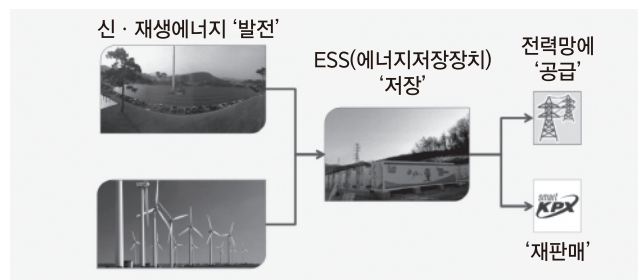 신 · 재생에너지 ‘발전’
ESS(에너지저장장치)
‘저장’
전력망에
‘공급’
smart
KPX
‘재판매’